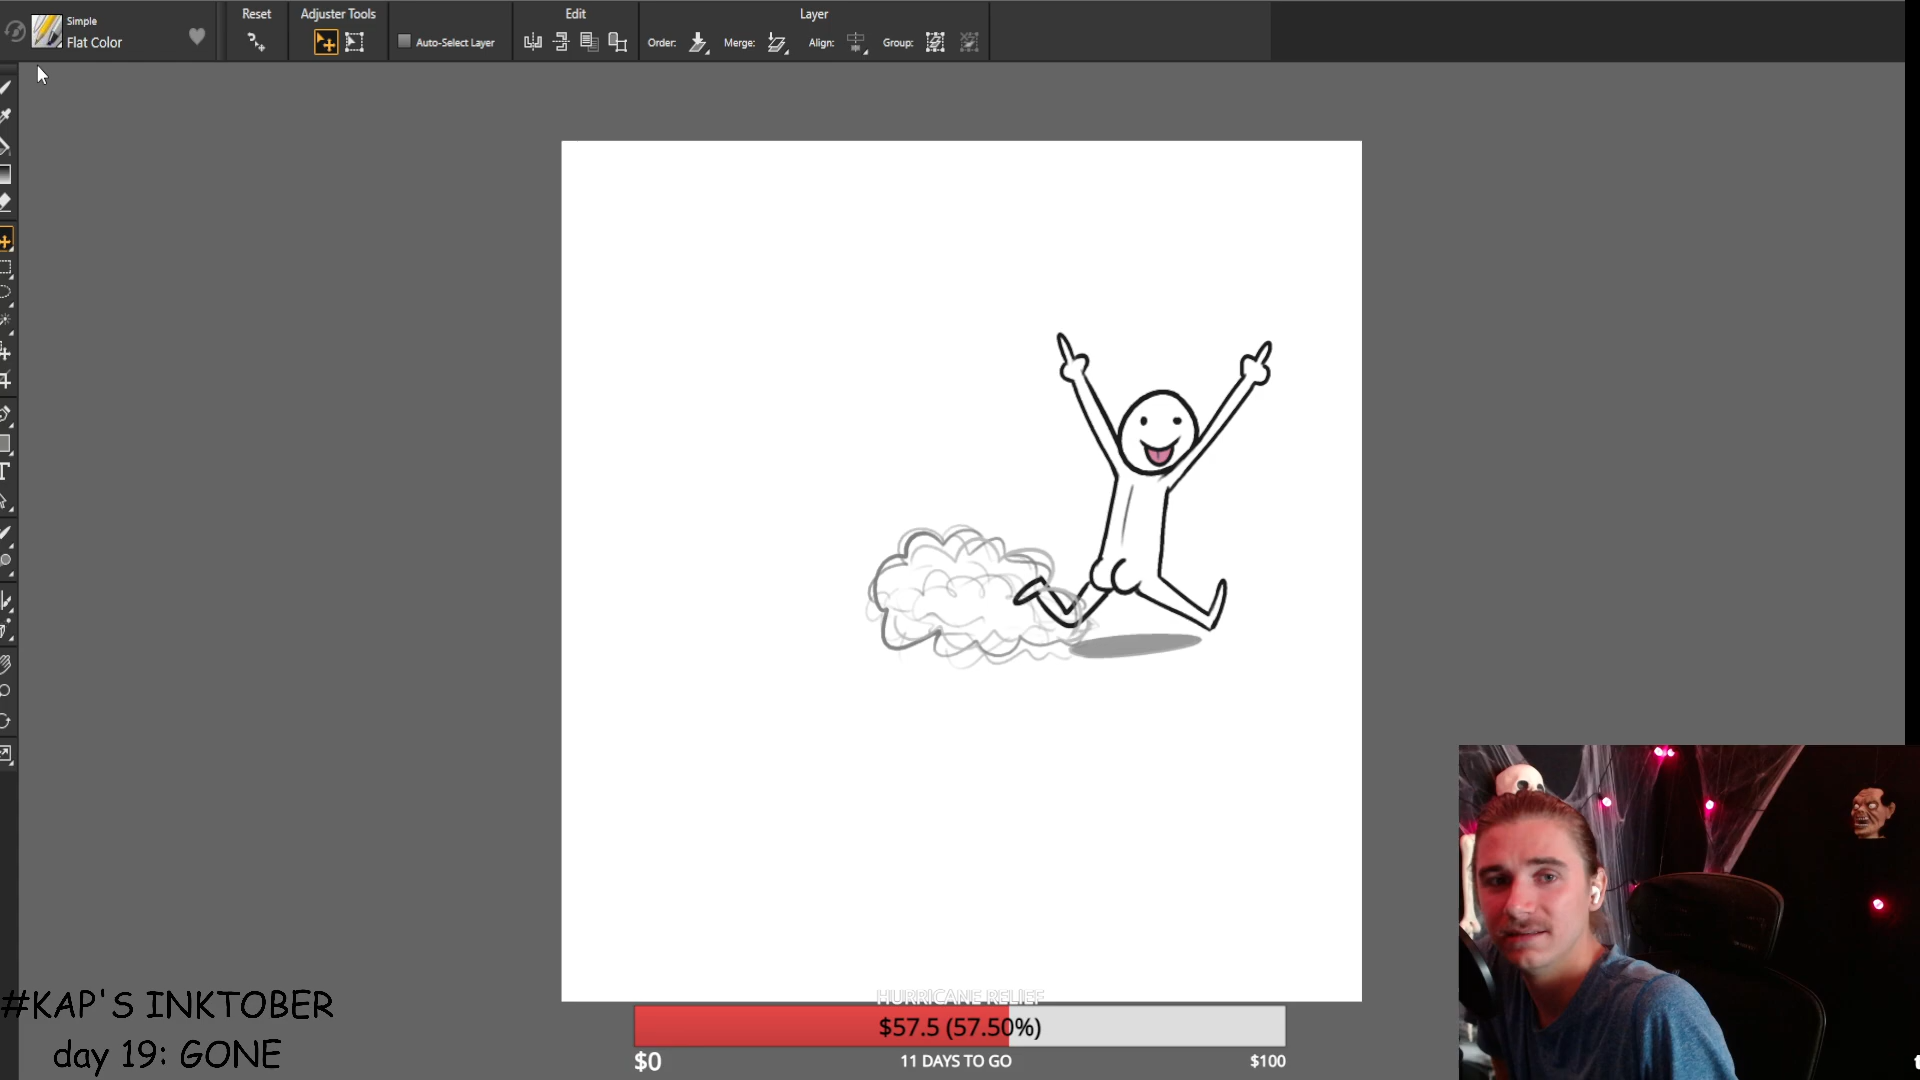 Simple
Flat Color
Reset
Adjuster Tools
Auto-Select Layer
Edit
Layer
Order:
Merge:
Align:
Group:
#KAP'S INKTOBER
day 19: GONE
HURRICANE RELIEF
$57.5 (57.50%)
$0
11 DAYS TO GO
$100